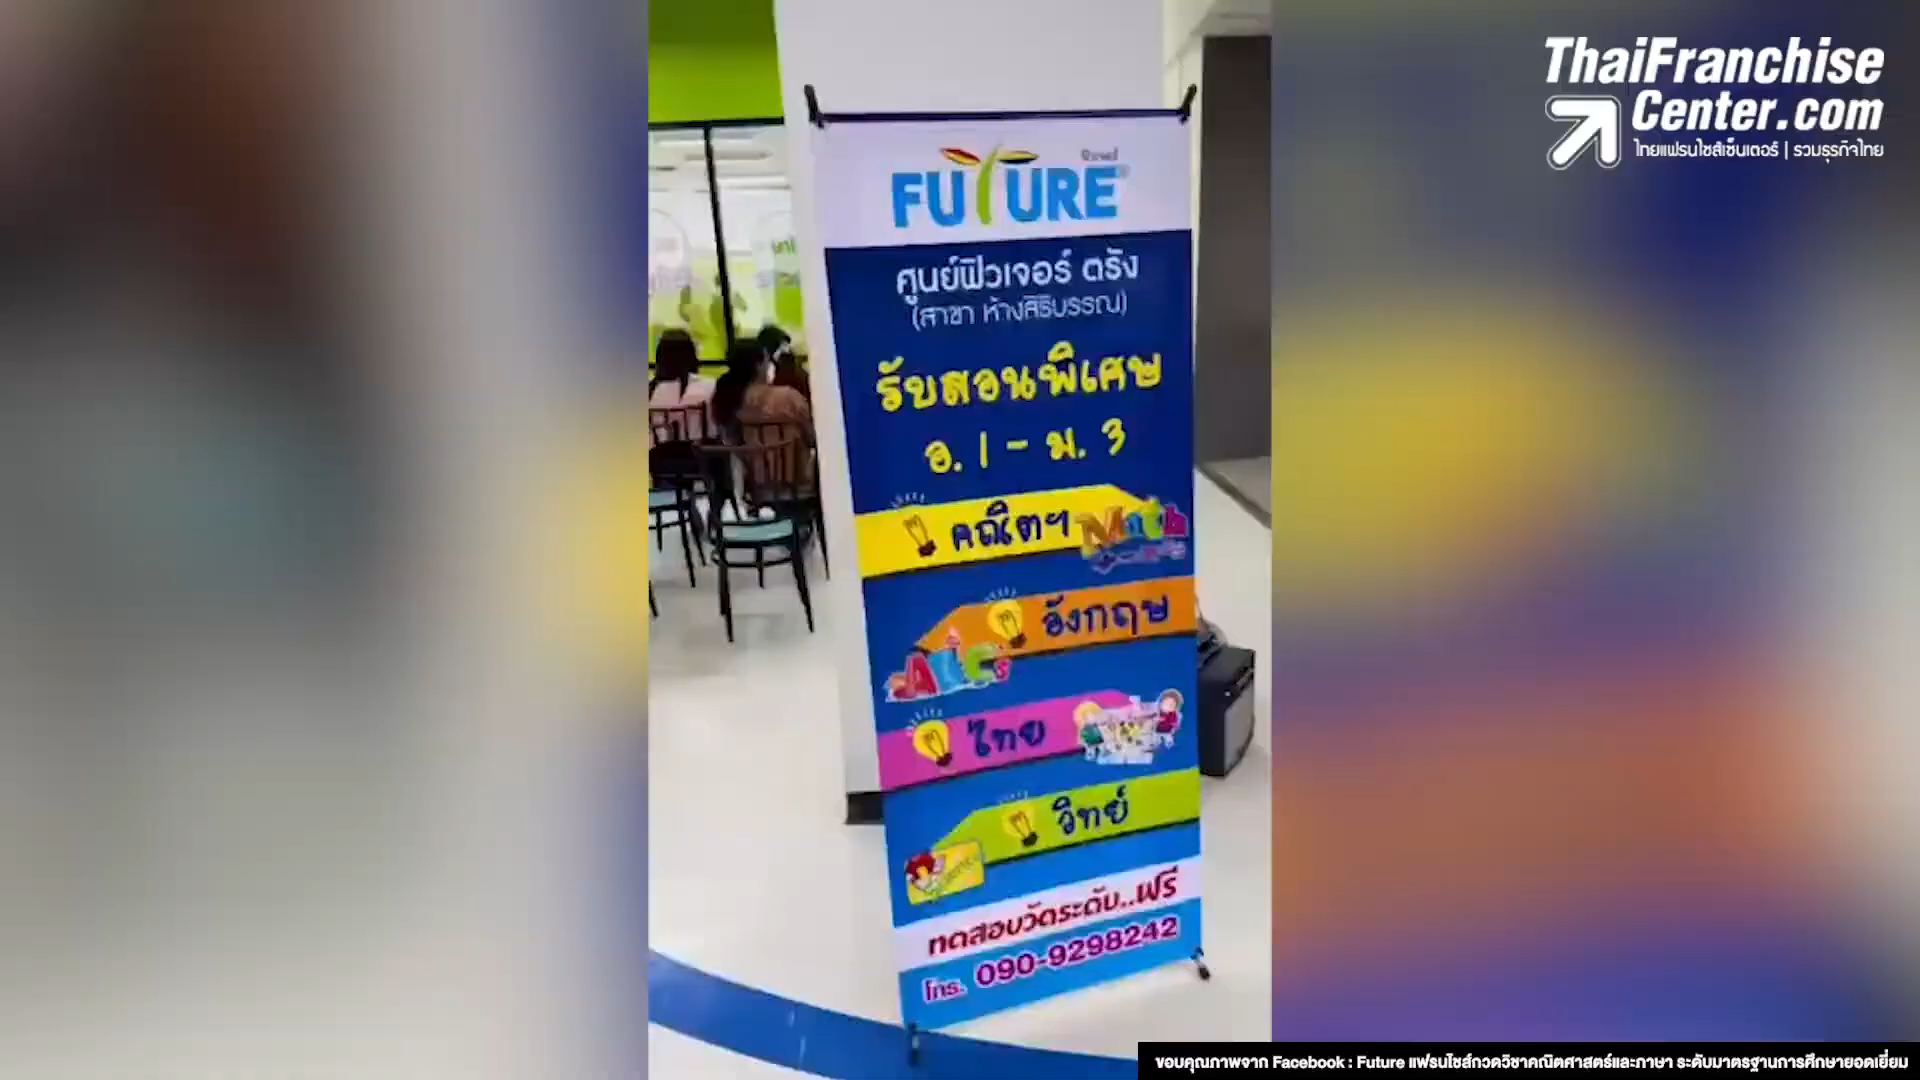 ThaiFranchise
Center.com
ไทยแฟรนไชส์เซ็นเตอร์ | รวมธุรกิจไทย
FUTURE
ศูนย์ฟิวเจอร์ ตรัง
(สาขา ห้างสิริบรรณ)
รับสอนพิเศษ
อ. 1 - ม. 3
คณิตฯ Math
อังกฤษ
ABC's
ไทย
วิทย์
ทดสอบวัดระดับ..ฟรี
โทร. 090-9298242
ขอบคุณภาพจาก Facebook : Future แฟรนไชส์กวดวิชาคณิตศาสตร์และภาษา ระดับมาตรฐานการศึกษายอดเยี่ยม